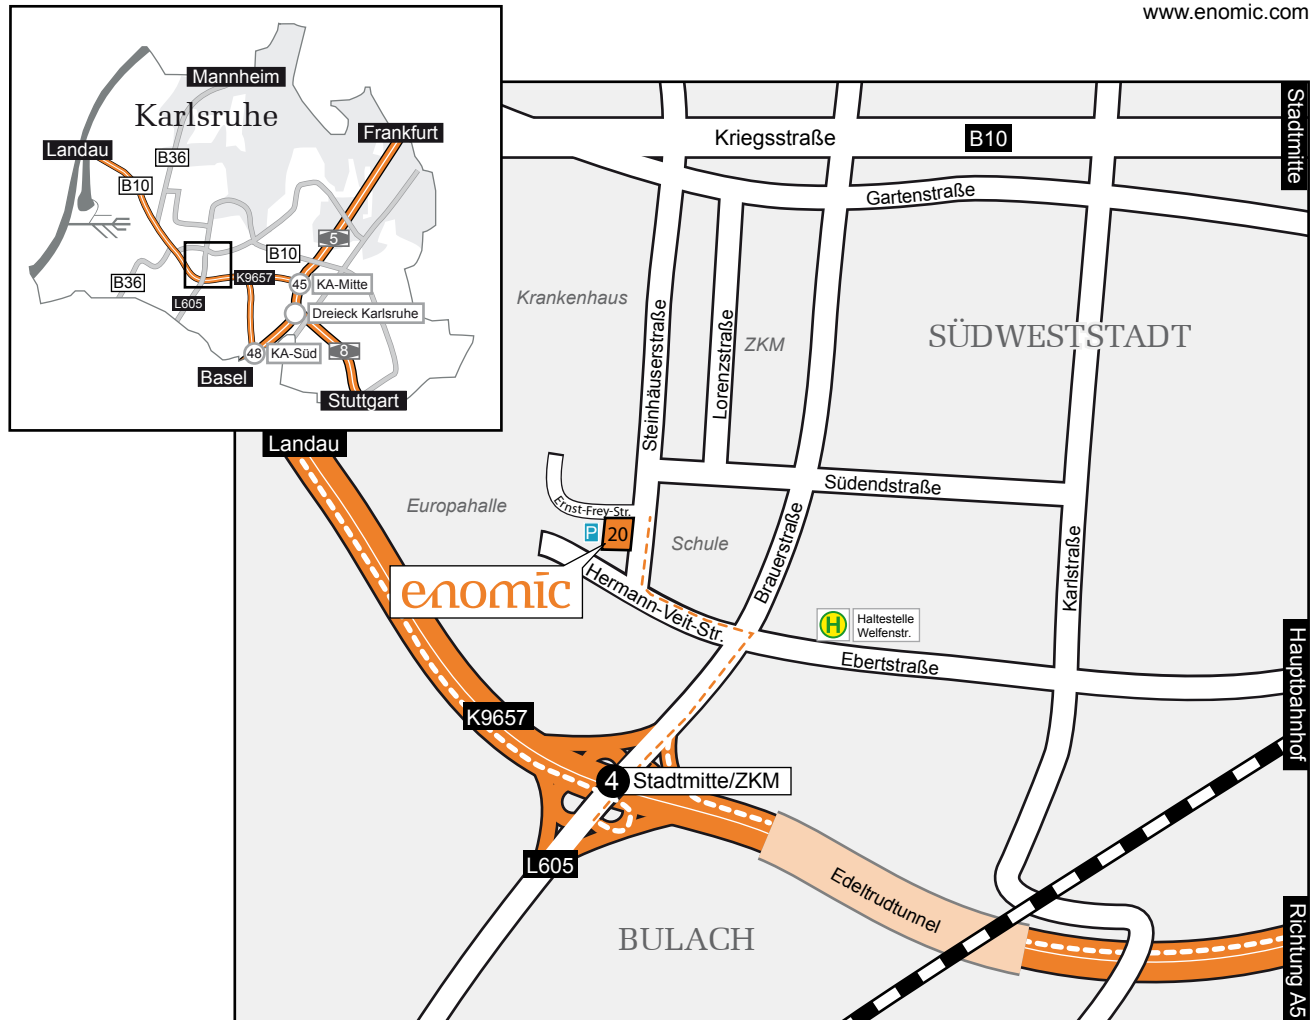 www.enomic.com
Mannheim
Karlsruhe
Frankfurt
Landau
B36
B10
5
B10
B36
K9657
45
KA-Mitte
L605
Dreieck Karlsruhe
48
KA-Süd
8
Basel
Stuttgart
Stadtmitte
Kriegsstraße
B10
Gartenstraße
Krankenhaus
Steinhäuserstraße
Lorenzstraße
ZKM
SÜDWESTSTADT
Landau
Europahalle
Südendstraße
Ernst-Frey-Str.
P
20
Schule
Brauerstraße
Karlstraße
enomic
Hermann-Veit-Str.
H
Haltestelle
Welfenstr.
Ebertstraße
Hauptbahnhof
K9657
4
Stadtmitte/ZKM
L605
Edeltrudtunnel
BULACH
Richtung A5